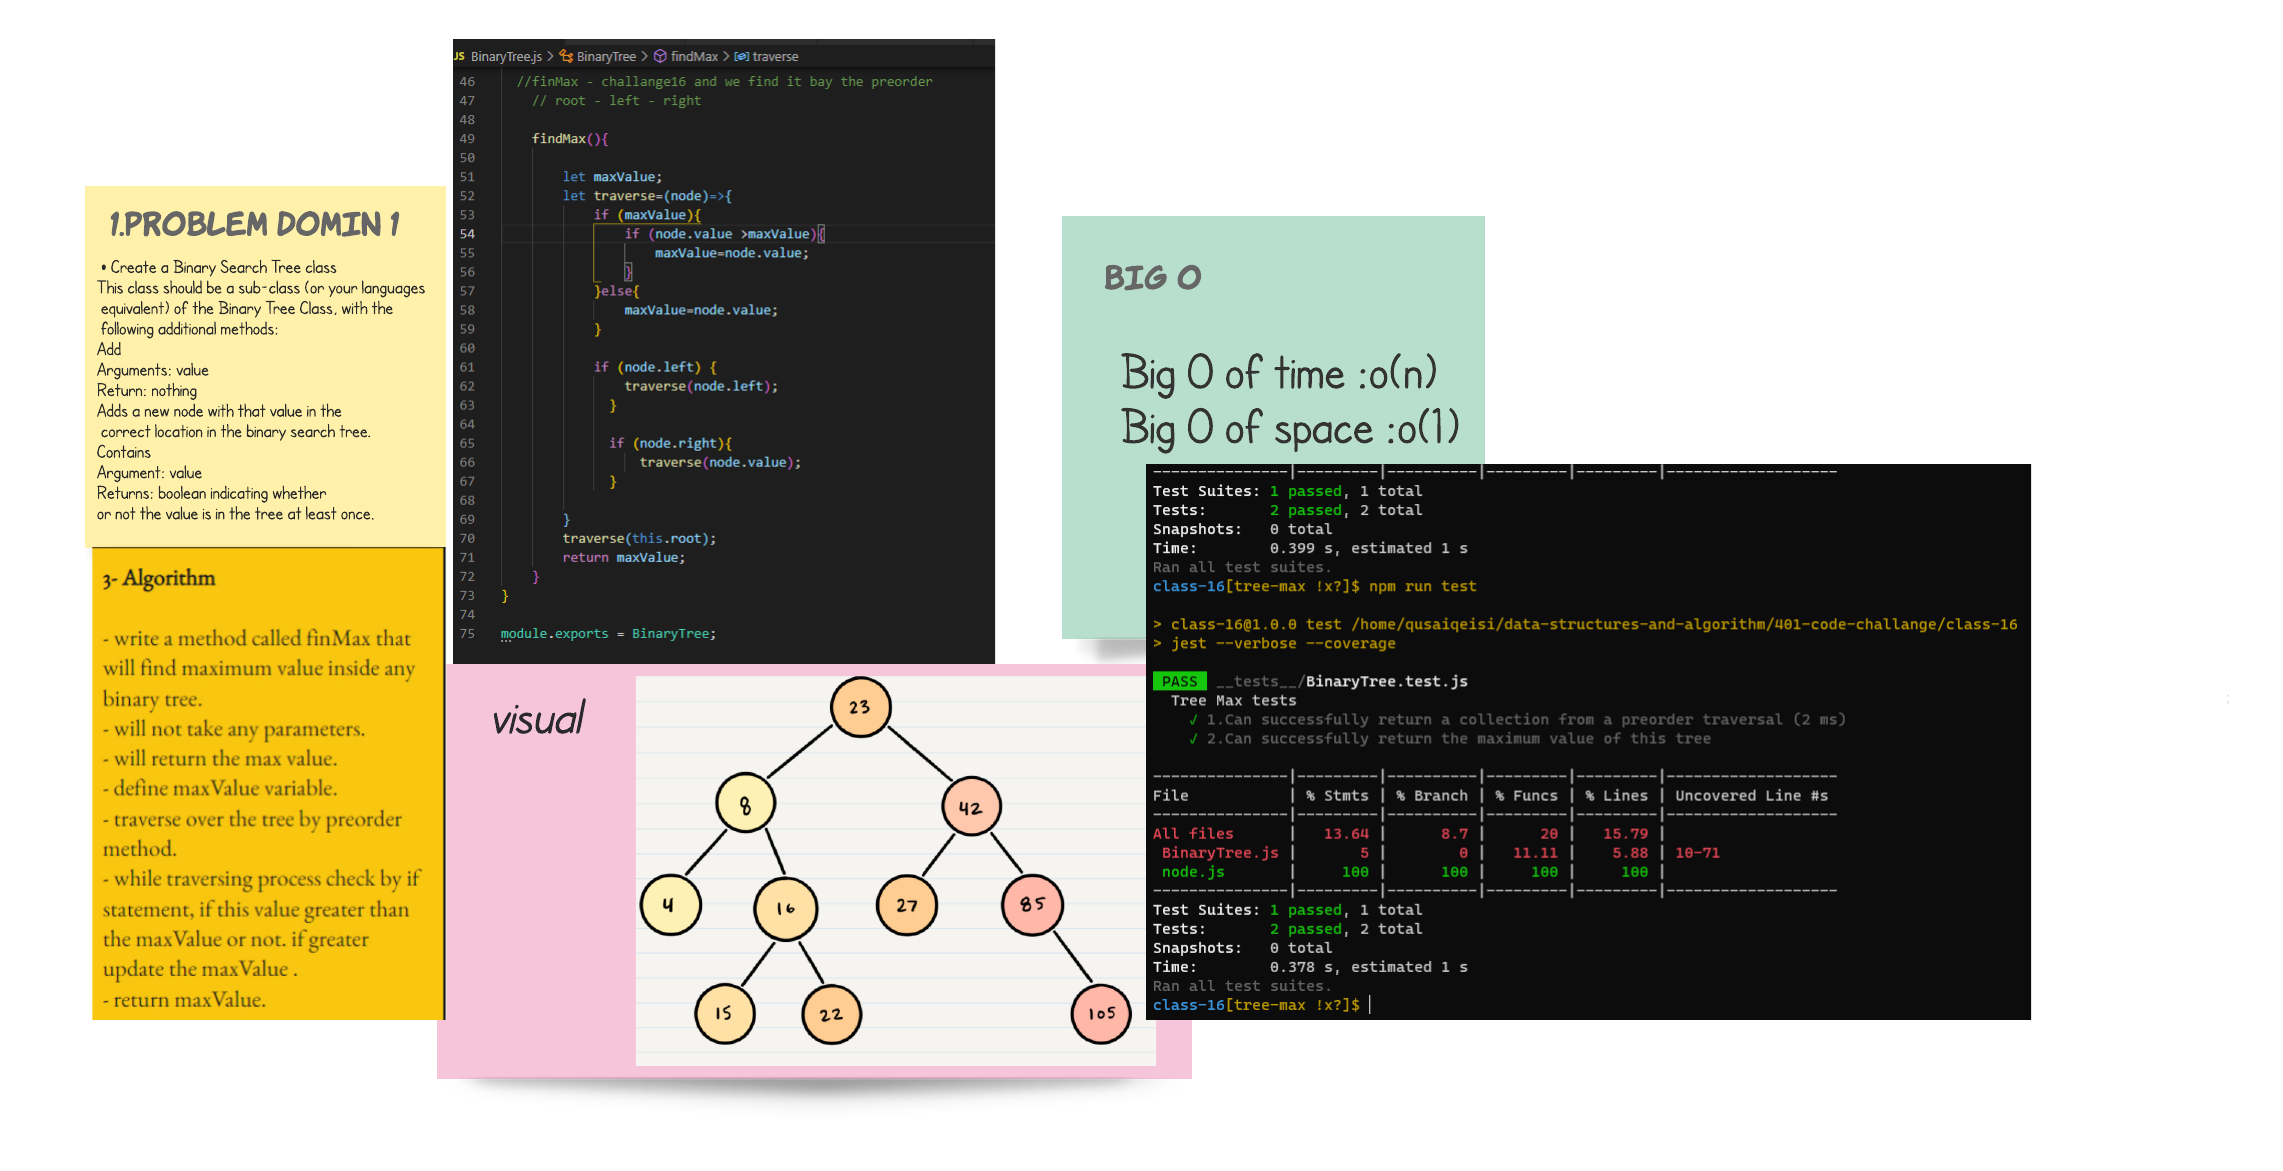 1.PROBLEM DOMIN 1
• Create a Binary Search Tree class
This class should be a sub-class (or your languages
equivalent) of the Binary Tree Class, with the
following additional methods:
Add
Arguments: value
Return: nothing
Adds a new node with that value in the
correct location in the binary search tree.
Contains
Argument: value
Returns: boolean indicating whether
or not the value is in the tree at least once.
3- Algorithm
- write a method called finMax that
will find maximum value inside any
binary tree.
- will not take any parameters.
- will return the max value.
- define maxValue variable.
- traverse over the tree by preorder
method.
- while traversing process check by if
statement, if this value greater than
the maxValue or not. if greater
update the maxValue .
- return maxValue.
JS BinaryTree.js > BinaryTree > findMax > traverse
46 //finMax - challange16 and we find it bay the preorder
47 // root - left - right
48
49 findMax(){
50
51 let maxValue;
52 let traverse=(node)=>{
53 if (maxValue){
54 if (node.value >maxValue){
55 maxValue=node.value;
56 }
57 }else{
58 maxValue=node.value;
59 }
60
61 if (node.left) {
62 traverse(node.left);
63 }
64
65 if (node.right){
66 traverse(node.value);
67 }
68
69 }
70 traverse(this.root);
71 return maxValue;
72 }
73 }
74
75 module.exports = BinaryTree;
visual
23
8 42
4 16 27 85
15 22 105
BIG O
Big O of time :o(n)
Big O of space :o(1)
---------------|---------|----------|---------|---------|-------------------
Test Suites: 1 passed, 1 total
Tests: 2 passed, 2 total
Snapshots: 0 total
Time: 0.399 s, estimated 1 s
Ran all test suites.
class-16[tree-max !x?]$ npm run test
> class-16@1.0.0 test /home/qusaiqeisi/data-structures-and-algorithm/401-code-challange/class-16
> jest --verbose --coverage
PASS __tests__/BinaryTree.test.js
Tree Max tests
√ 1.Can successfully return a collection from a preorder traversal (2 ms)
√ 2.Can successfully return the maximum value of this tree
---------------|---------|----------|---------|---------|-------------------
File | % Stmts | % Branch | % Funcs | % Lines | Uncovered Line #s
---------------|---------|----------|---------|---------|-------------------
All files | 13.64 | 8.7 | 20 | 15.79 |
BinaryTree.js | 5 | 0 | 11.11 | 5.88 | 10-71
node.js | 100 | 100 | 100 | 100 |
---------------|---------|----------|---------|---------|-------------------
Test Suites: 1 passed, 1 total
Tests: 2 passed, 2 total
Snapshots: 0 total
Time: 0.378 s, estimated 1 s
Ran all test suites.
class-16[tree-max !x?]$